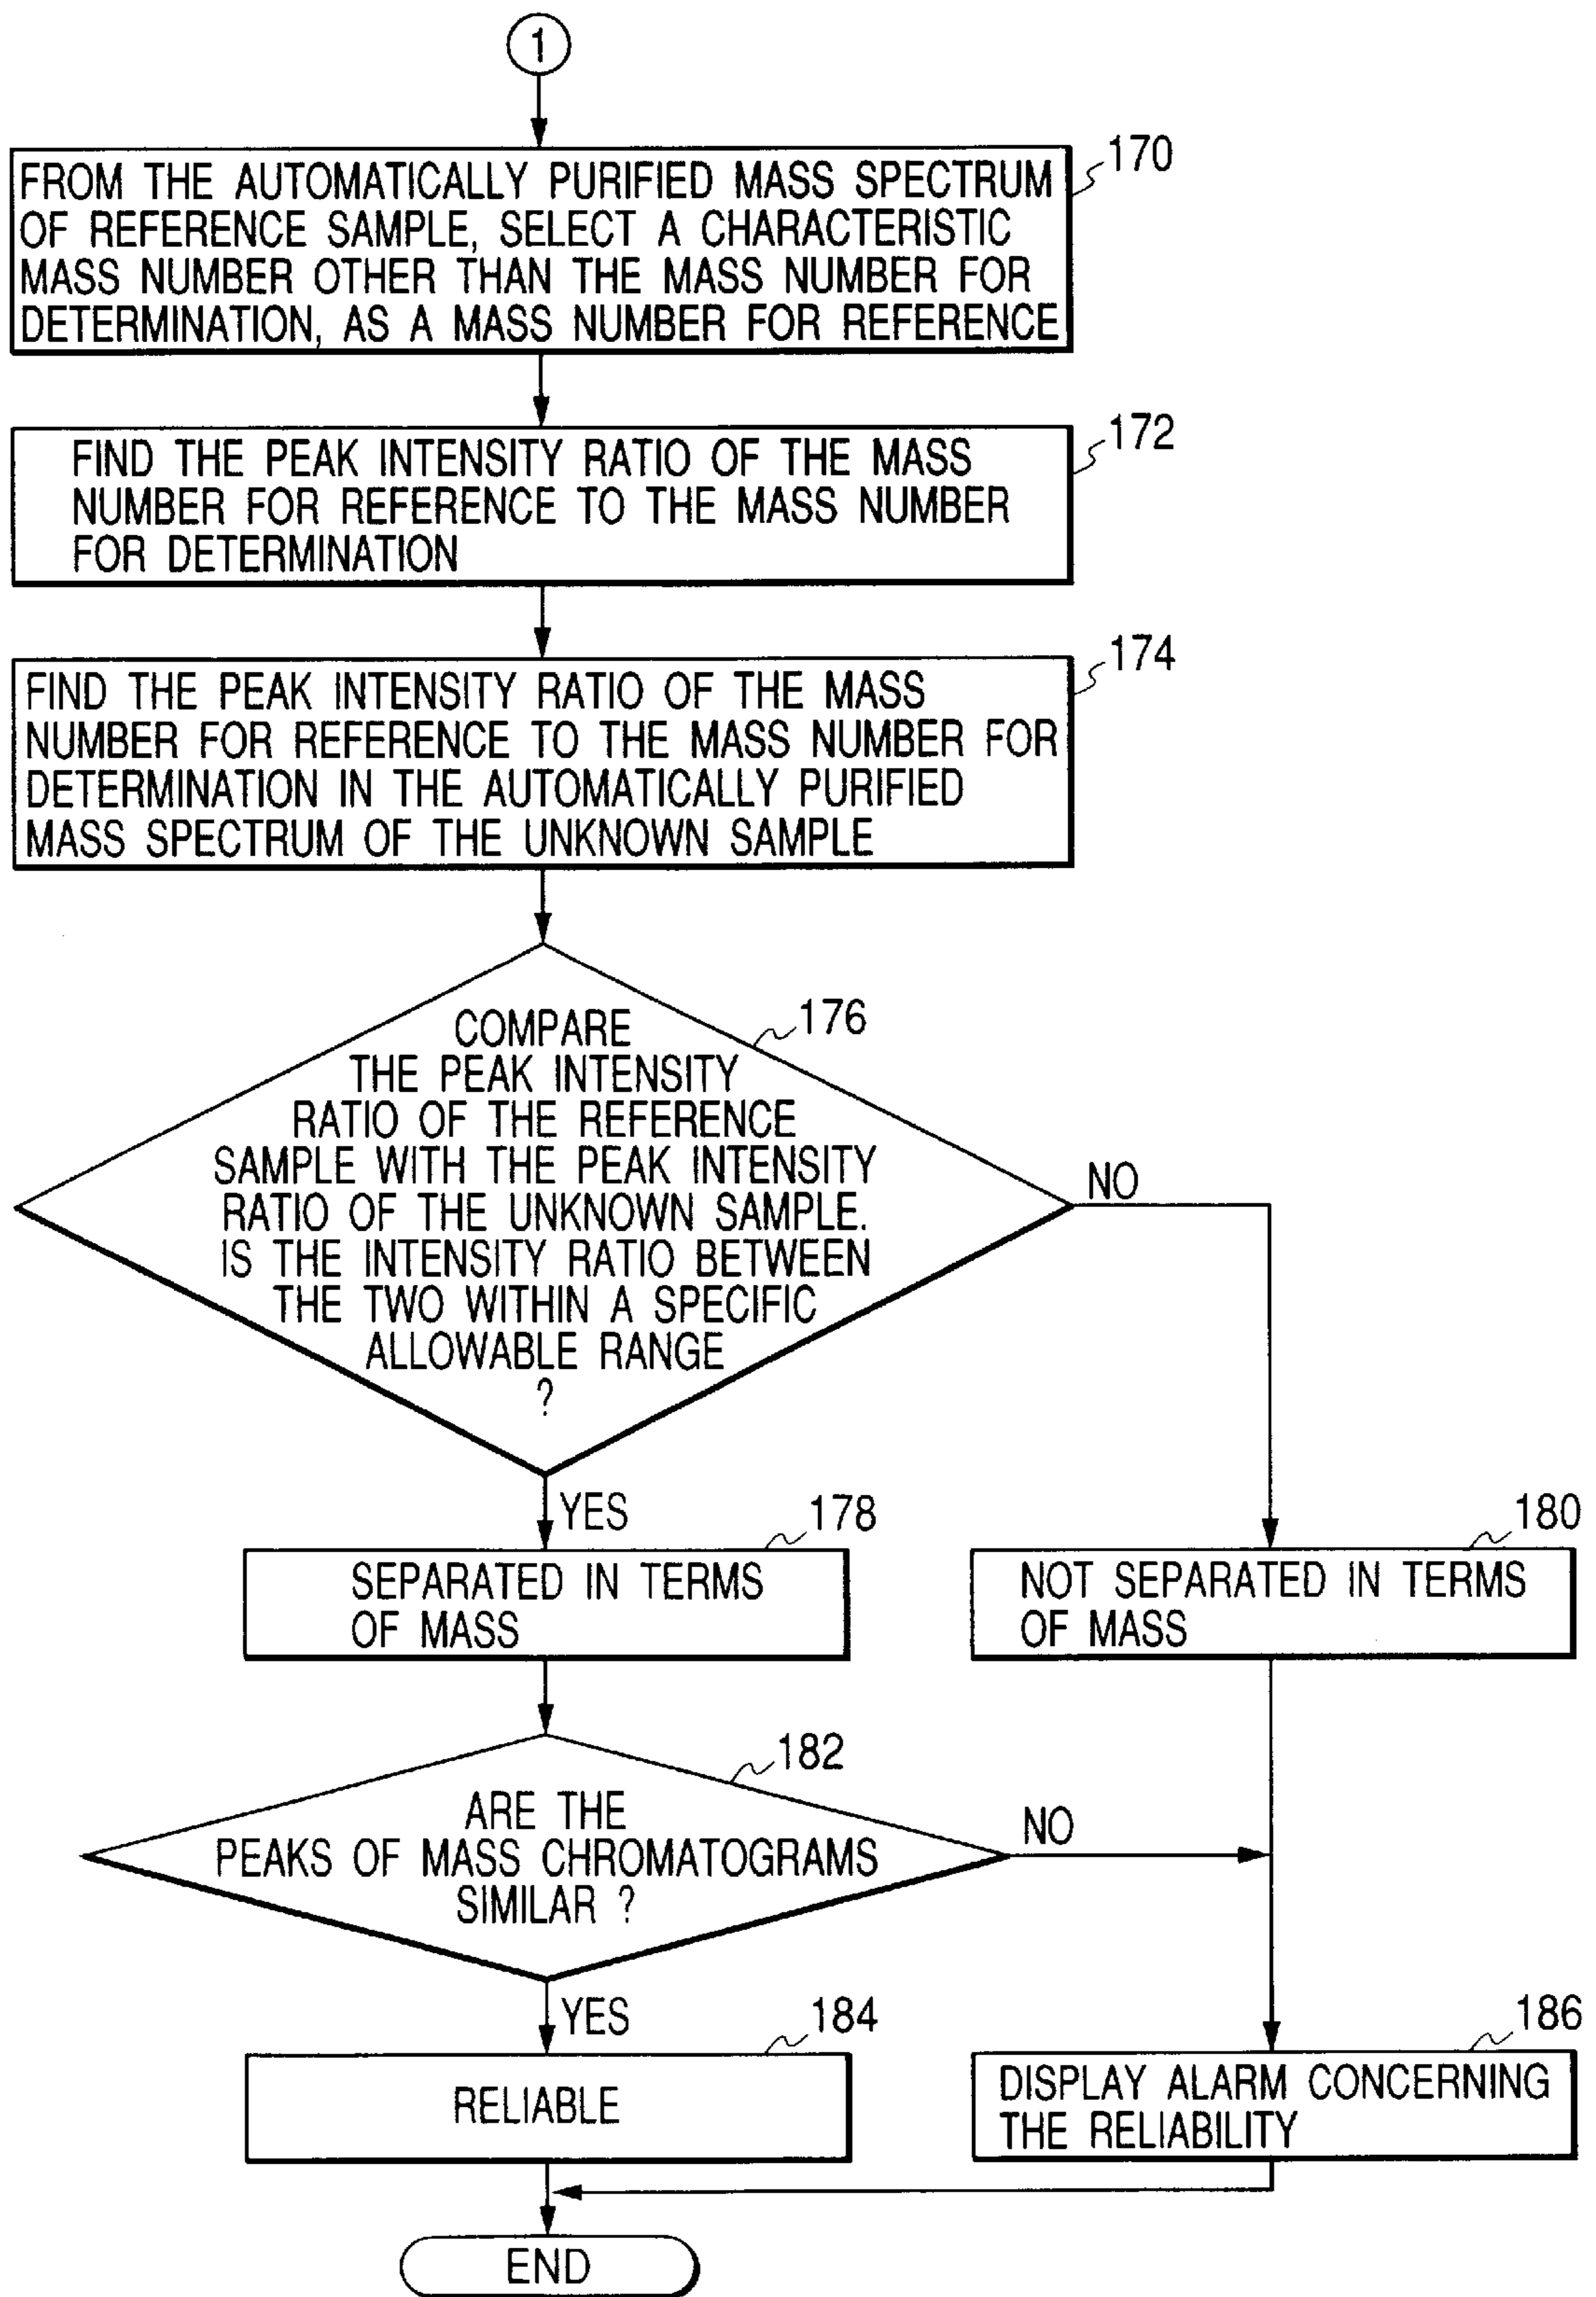 1
170
FROM THE AUTOMATICALLY PURIFIED MASS SPECTRUM
OF REFERENCE SAMPLE, SELECT A CHARACTERISTIC
MASS NUMBER OTHER THAN THE MASS NUMBER FOR
DETERMINATION, AS A MASS NUMBER FOR REFERENCE
172
FIND THE PEAK INTENSITY RATIO OF THE MASS
NUMBER FOR REFERENCE TO THE MASS NUMBER
FOR DETERMINATION
174
FIND THE PEAK INTENSITY RATIO OF THE MASS
NUMBER FOR REFERENCE TO THE MASS NUMBER FOR
DETERMINATION IN THE AUTOMATICALLY PURIFIED
MASS SPECTRUM OF THE UNKNOWN SAMPLE
176
COMPARE
THE PEAK INTENSITY
RATIO OF THE REFERENCE
SAMPLE WITH THE PEAK INTENSITY
RATIO OF THE UNKNOWN SAMPLE.
IS THE INTENSITY RATIO BETWEEN
THE TWO WITHIN A SPECIFIC
ALLOWABLE RANGE
?
NO
YES
178
SEPARATED IN TERMS
OF MASS
180
NOT SEPARATED IN TERMS
OF MASS
182
ARE THE
PEAKS OF MASS CHROMATOGRAMS
SIMILAR ?
NO
YES
184
RELIABLE
186
DISPLAY ALARM CONCERNING
THE RELIABILITY
END